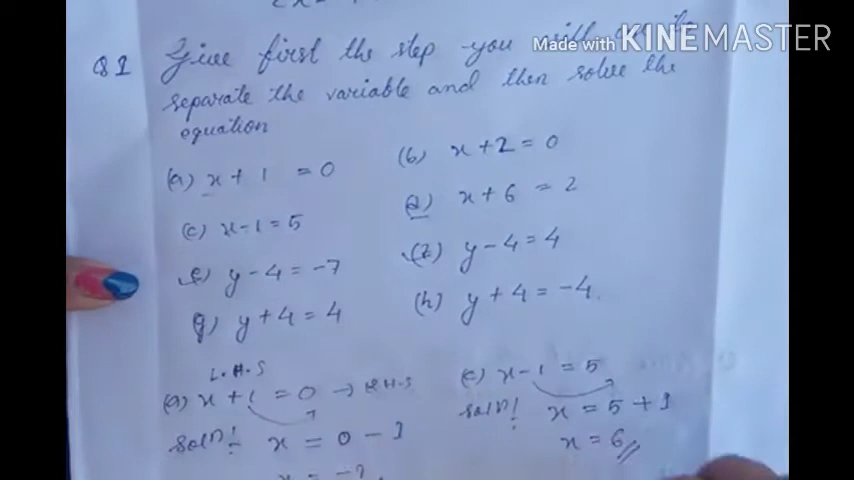 Made with KINEMASTER
Q1 Give first the step you will
separate the variable and then solve the
equation
(a) x + 1 = 0 (b) x + 2 = 0
(c) x - 1 = 5 (d) x + 6 = 2
(e) y - 4 = -7 (f) y - 4 = 4
(g) y + 4 = 4 (h) y + 4 = -4.
L.H.S
(a) x + 1 = 0 → R.H.S
Soln:- x = 0 - 1
x = -1.
(c) x - 1 = 5
Soln: x = 5 + 1
x = 6//